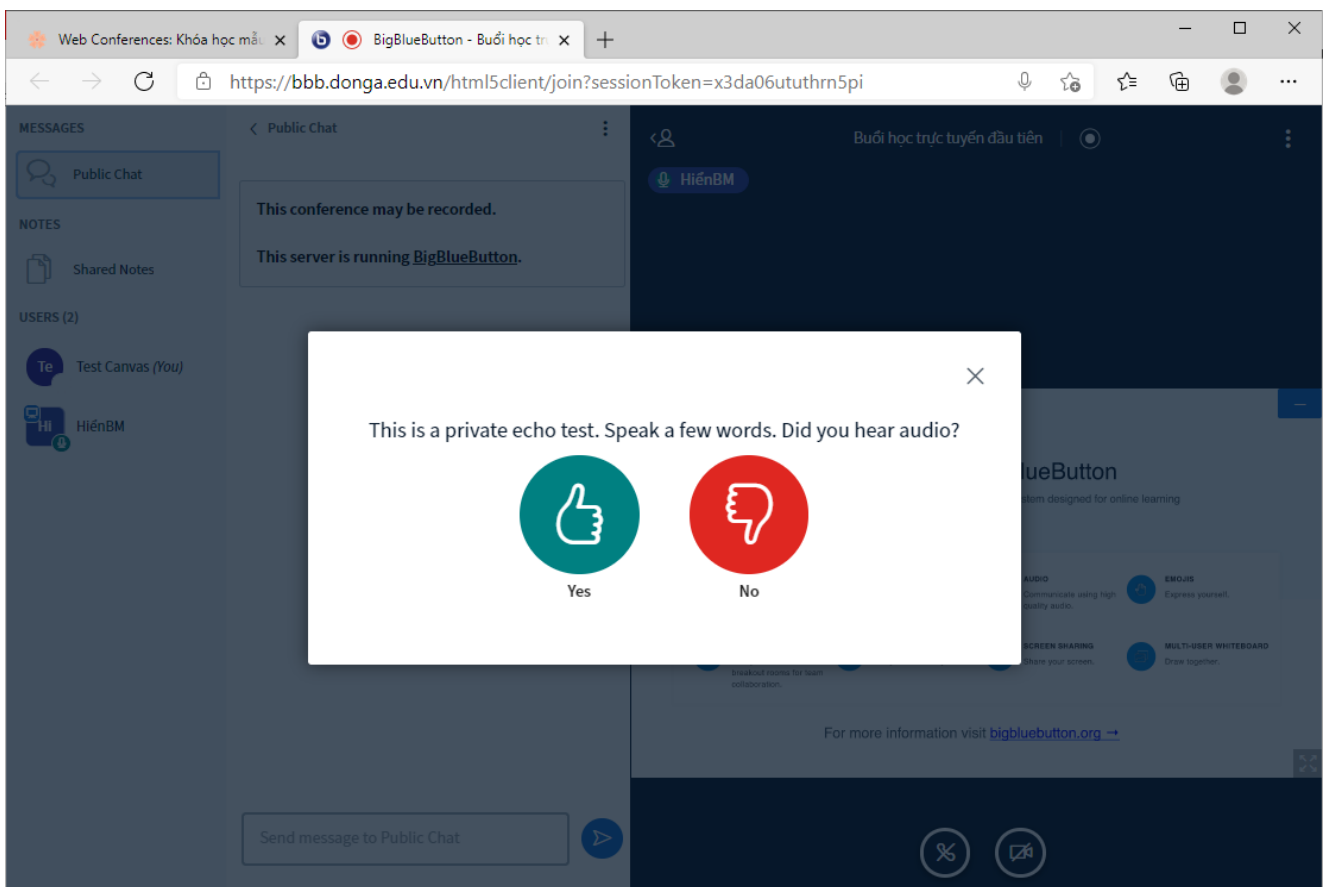 Web Conferences: Khóa học mẫu
BigBlueButton - Buổi học tr
https://bbb.donga.edu.vn/html5client/join?sessionToken=x3da06ututhrn5pi
MESSAGES
Public Chat
NOTES
Shared Notes
USERS (2)
Te
Test Canvas (You)
Hi
HiếnBM
Public Chat
This conference may be recorded.
This server is running BigBlueButton.
Send message to Public Chat
Buổi học trực tuyến đầu tiên
HiếnBM
This is a private echo test. Speak a few words. Did you hear audio?
Yes
No
lueButton
stem designed for online learning
AUDIO
Communicate using high
quality audio.
EMOJIS
Express yourself.
breakout rooms for team
collaboration.
SCREEN SHARING
Share your screen.
MULTI-USER WHITEBOARD
Draw together.
For more information visit bigbluebutton.org →